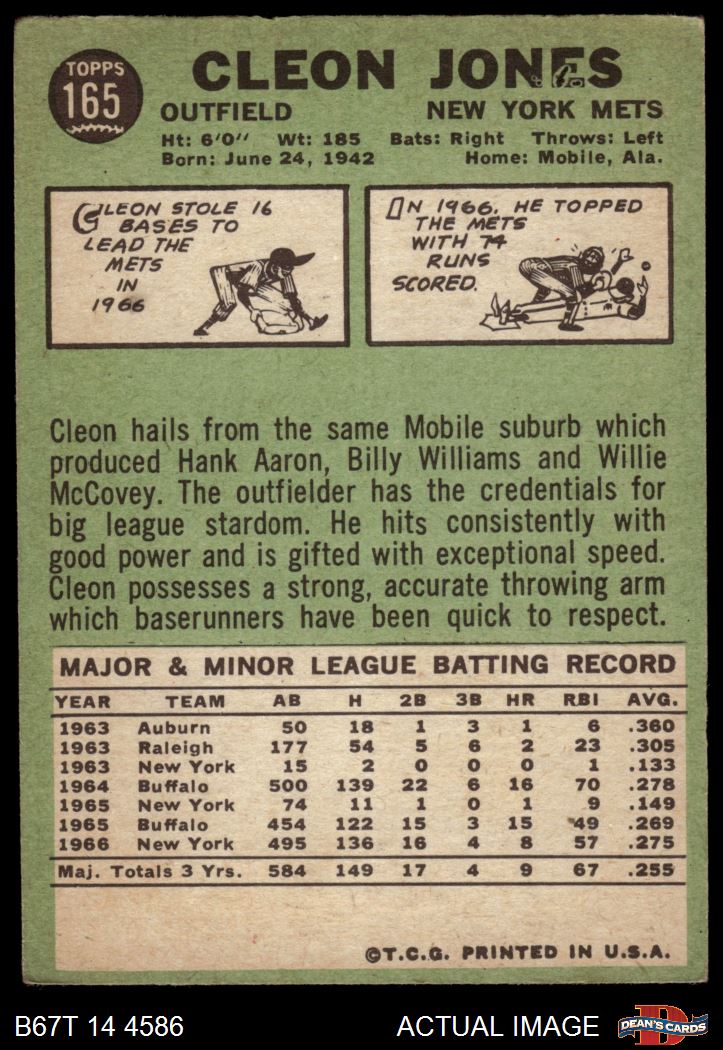 TOPPS
165
CLEON JONES
OUTFIELD NEW YORK METS
Ht: 6'0" Wt: 185 Bats: Right Throws: Left
Born: June 24, 1942 Home: Mobile, Ala.
CLEON STOLE 16
BASES TO
LEAD THE
METS
IN
1966
IN 1966, HE TOPPED
THE METS
WITH 74
RUNS
SCORED.
Cleon hails from the same Mobile suburb which
produced Hank Aaron, Billy Williams and Willie
McCovey. The outfielder has the credentials for
big league stardom. He hits consistently with
good power and is gifted with exceptional speed.
Cleon possesses a strong, accurate throwing arm
which baserunners have been quick to respect.
MAJOR & MINOR LEAGUE BATTING RECORD
YEAR TEAM AB H 2B 3B HR RBI AVG.
1963 Auburn 50 18 1 3 1 6 .360
1963 Raleigh 177 54 5 6 2 23 .305
1963 New York 15 2 0 0 0 1 .133
1964 Buffalo 500 139 22 6 16 70 .278
1965 New York 74 11 1 0 1 9 .149
1965 Buffalo 454 122 15 3 15 49 .269
1966 New York 495 136 16 4 8 57 .275
Maj. Totals 3 Yrs. 584 149 17 4 9 67 .255
©T.C.G. PRINTED IN U.S.A.
B67T 14 4586 ACTUAL IMAGE
D
DEAN'S CARDS